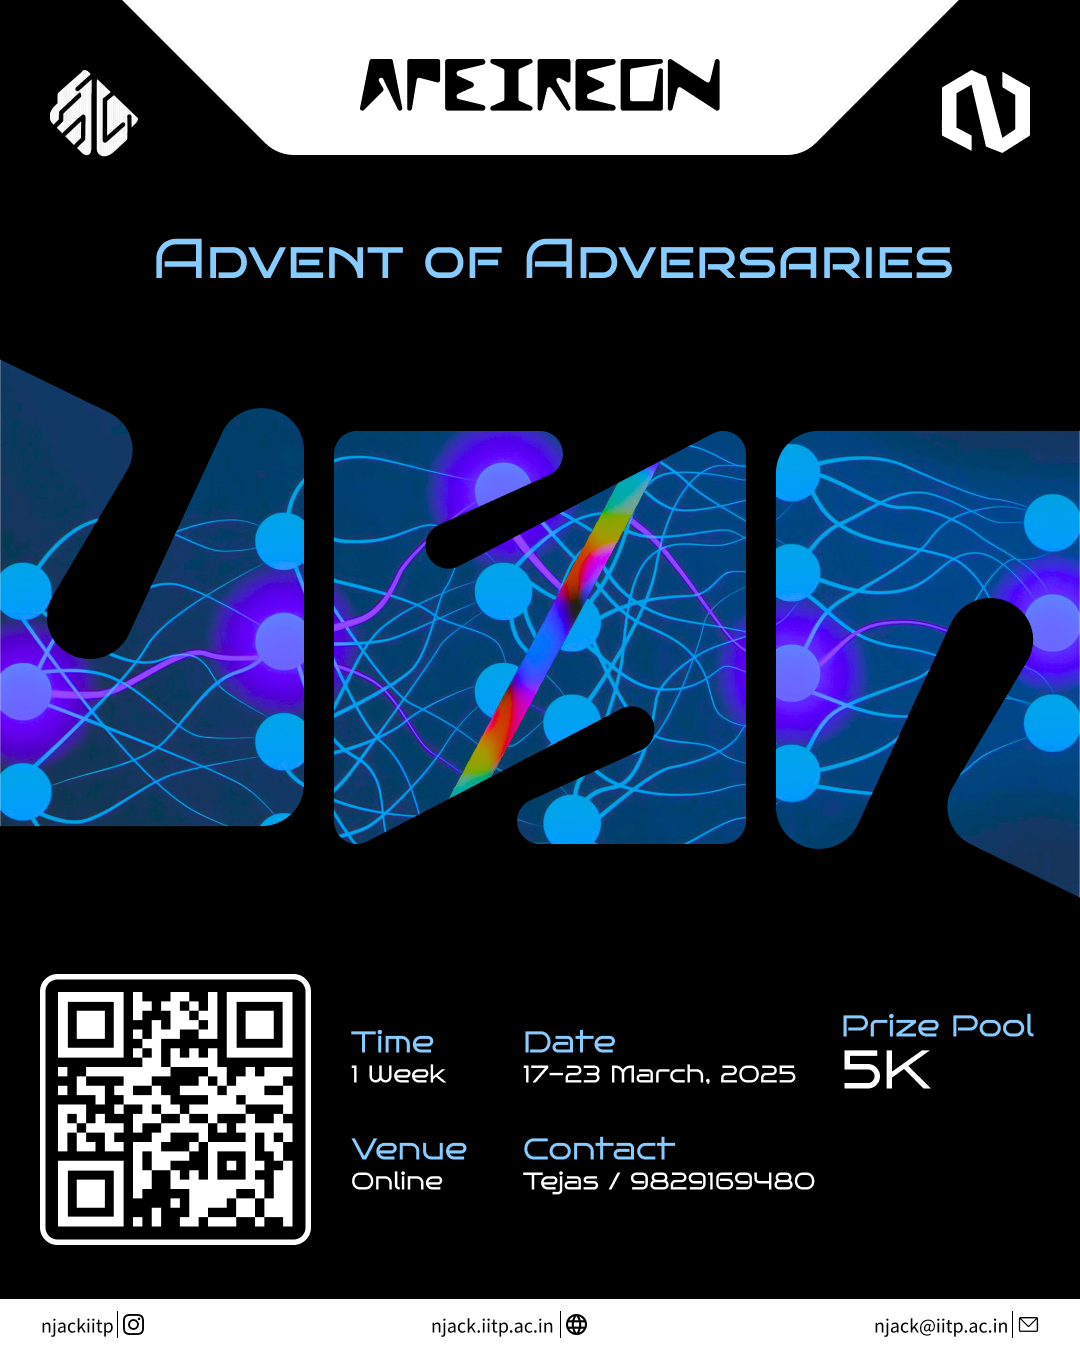 APEIREON
Advent of Adversaries
Time
1 Week
Date
17-23 March, 2025
Prize Pool
5K
Venue
Online
Contact
Tejas / 9829169480
njackiitp
njack.iitp.ac.in
njack@iitp.ac.in